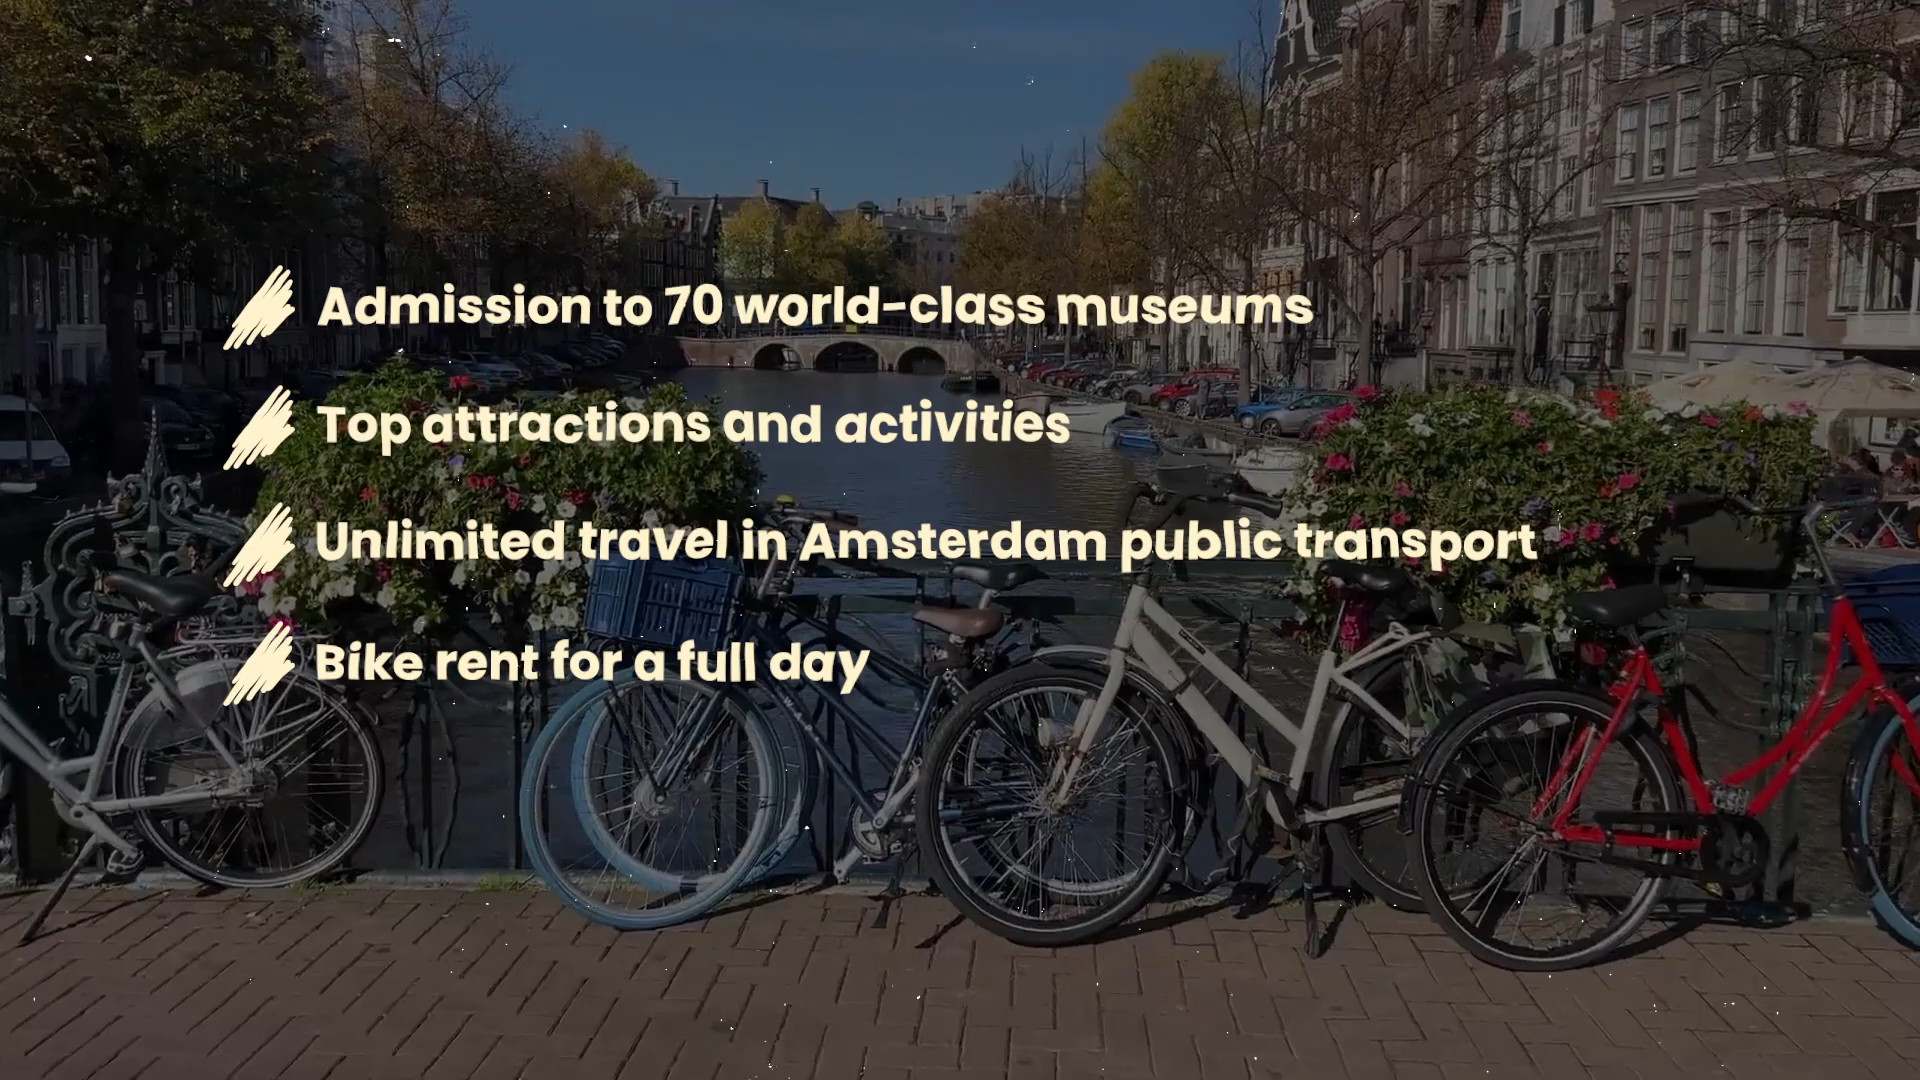 Admission to 70 world-class museums
Top attractions and activities
Unlimited travel in Amsterdam public transport
Bike rent for a full day